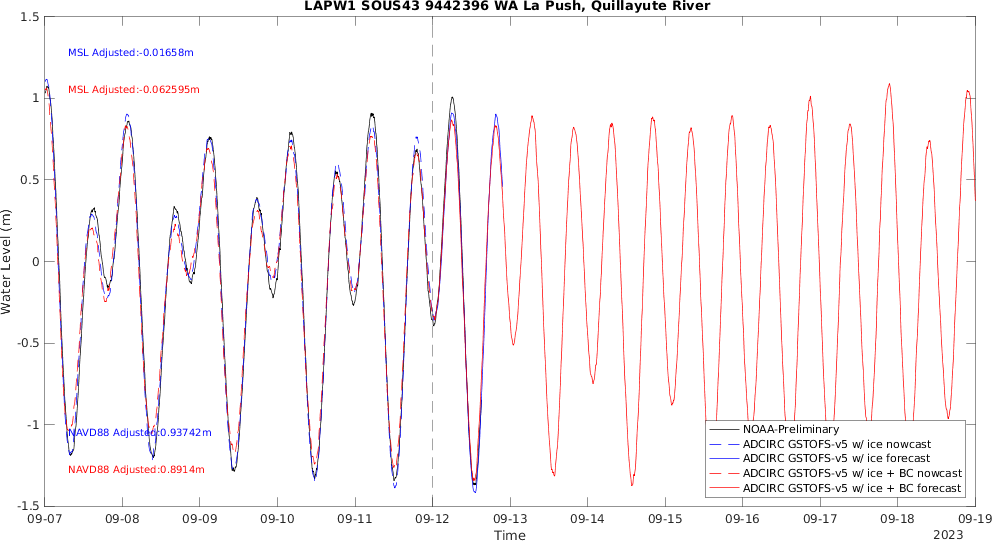 LAPW1 SOUS43 9442396 WA La Push, Quillayute River
1.5
MSL Adjusted:-0.01658m
MSL Adjusted:-0.062595m
1
0.5
0
-0.5
-1
-1.5
Water Level (m)
NAVD88 Adjusted:0.93742m
NAVD88 Adjusted:0.8914m
NOAA-Preliminary
ADCIRC GSTOFS-v5 w/ ice nowcast
ADCIRC GSTOFS-v5 w/ ice forecast
ADCIRC GSTOFS-v5 w/ ice + BC nowcast
ADCIRC GSTOFS-v5 w/ ice + BC forecast
09-07 09-08 09-09 09-10 09-11 09-12 09-13 09-14 09-15 09-16 09-17 09-18 09-19
Time
2023